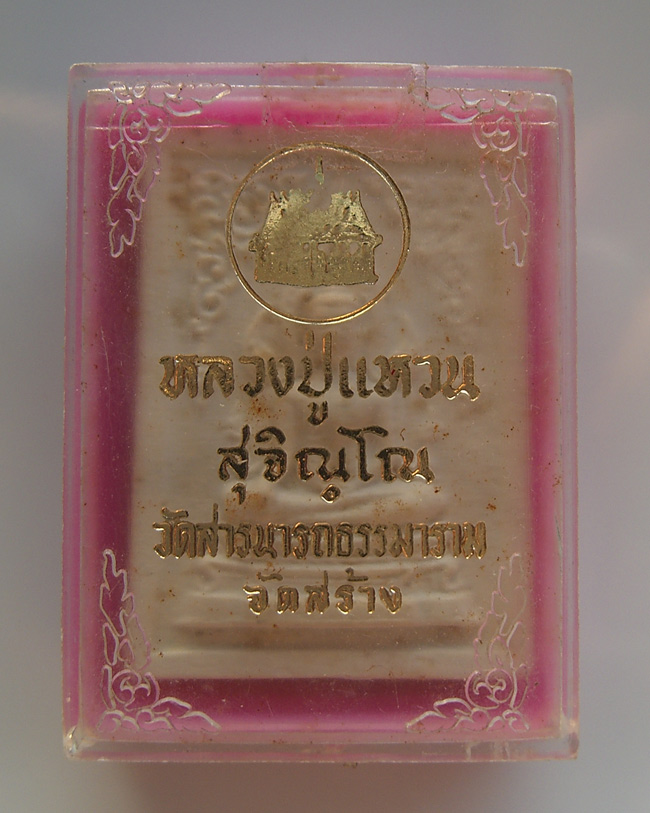 หลวงปู่แหวน
สุจิณฺโณ
วัดสารนารถธรรมาราม
จัดสร้าง